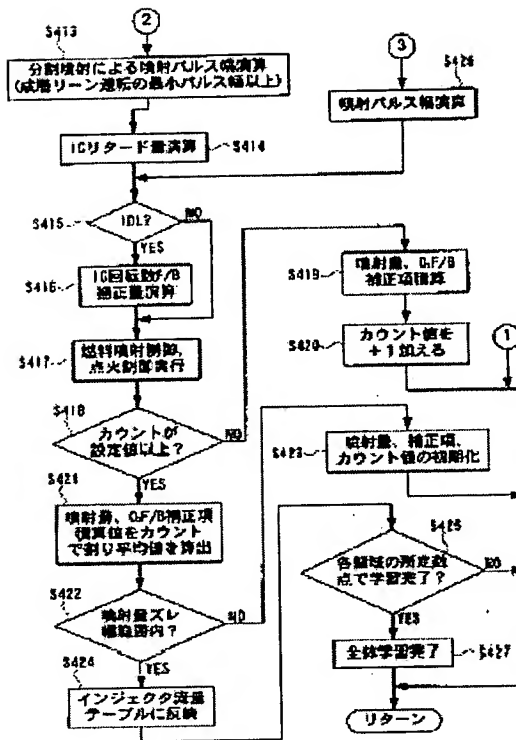 ②
S413
分割噴射による噴射パルス幅演算
(成層リーン運転の最小パルス幅以上)
IGリタード量演算
S414
S415
IDL?
NO
YES
S416
IG回転数F/B
補正量演算
S417
燃料噴射制御,
点火制御実行
S418
カウントが
設定値以上?
NO
YES
S421
噴射量、O₂F/B補正項
積算値をカウント
で割り平均値を算出
S422
噴射量ズレ
幅範囲内?
NO
YES
S424
インジェクタ流量
テーブルに反映
③
S426
噴射パルス幅演算
S419
噴射量、O₂F/B
補正項積算
S420
カウント値を
+1加える
①
S423
噴射量、補正項、
カウント値の初期化
S425
各領域の所定数
点で学習完了?
NO
YES
全体学習完了
S427
リターン